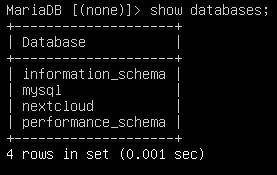 MariaDB [(none)]> show databases;
+--------------------+
| Database           |
+--------------------+
| information_schema |
| mysql              |
| nextcloud          |
| performance_schema |
+--------------------+
4 rows in set (0.001 sec)